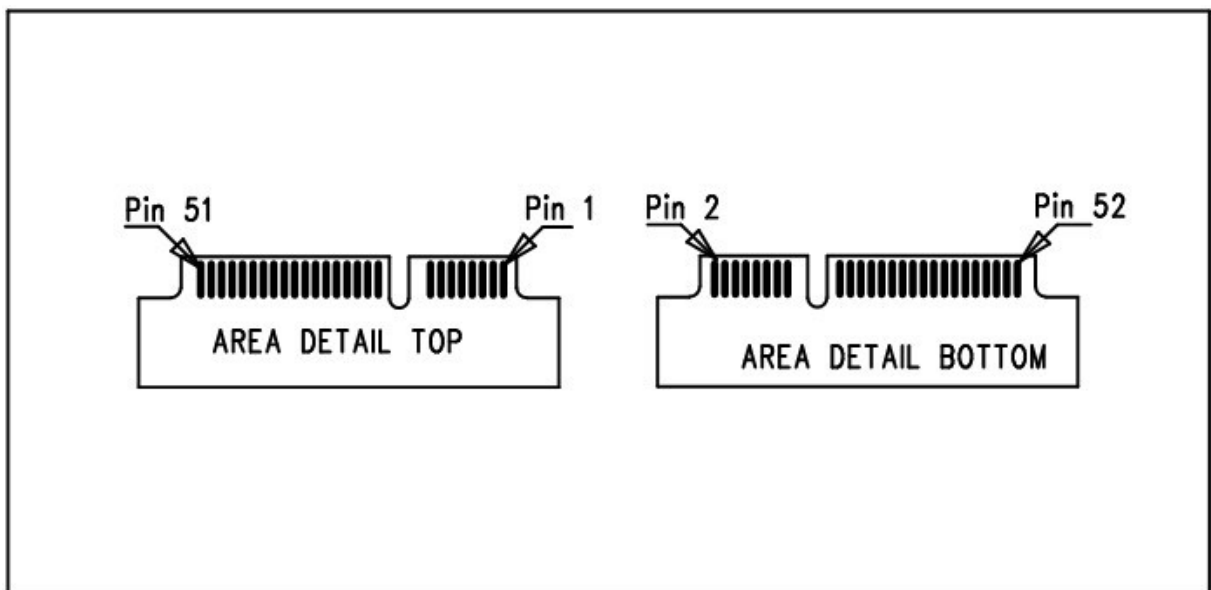 Pin 51
Pin 1
AREA DETAIL TOP
Pin 2
Pin 52
AREA DETAIL BOTTOM